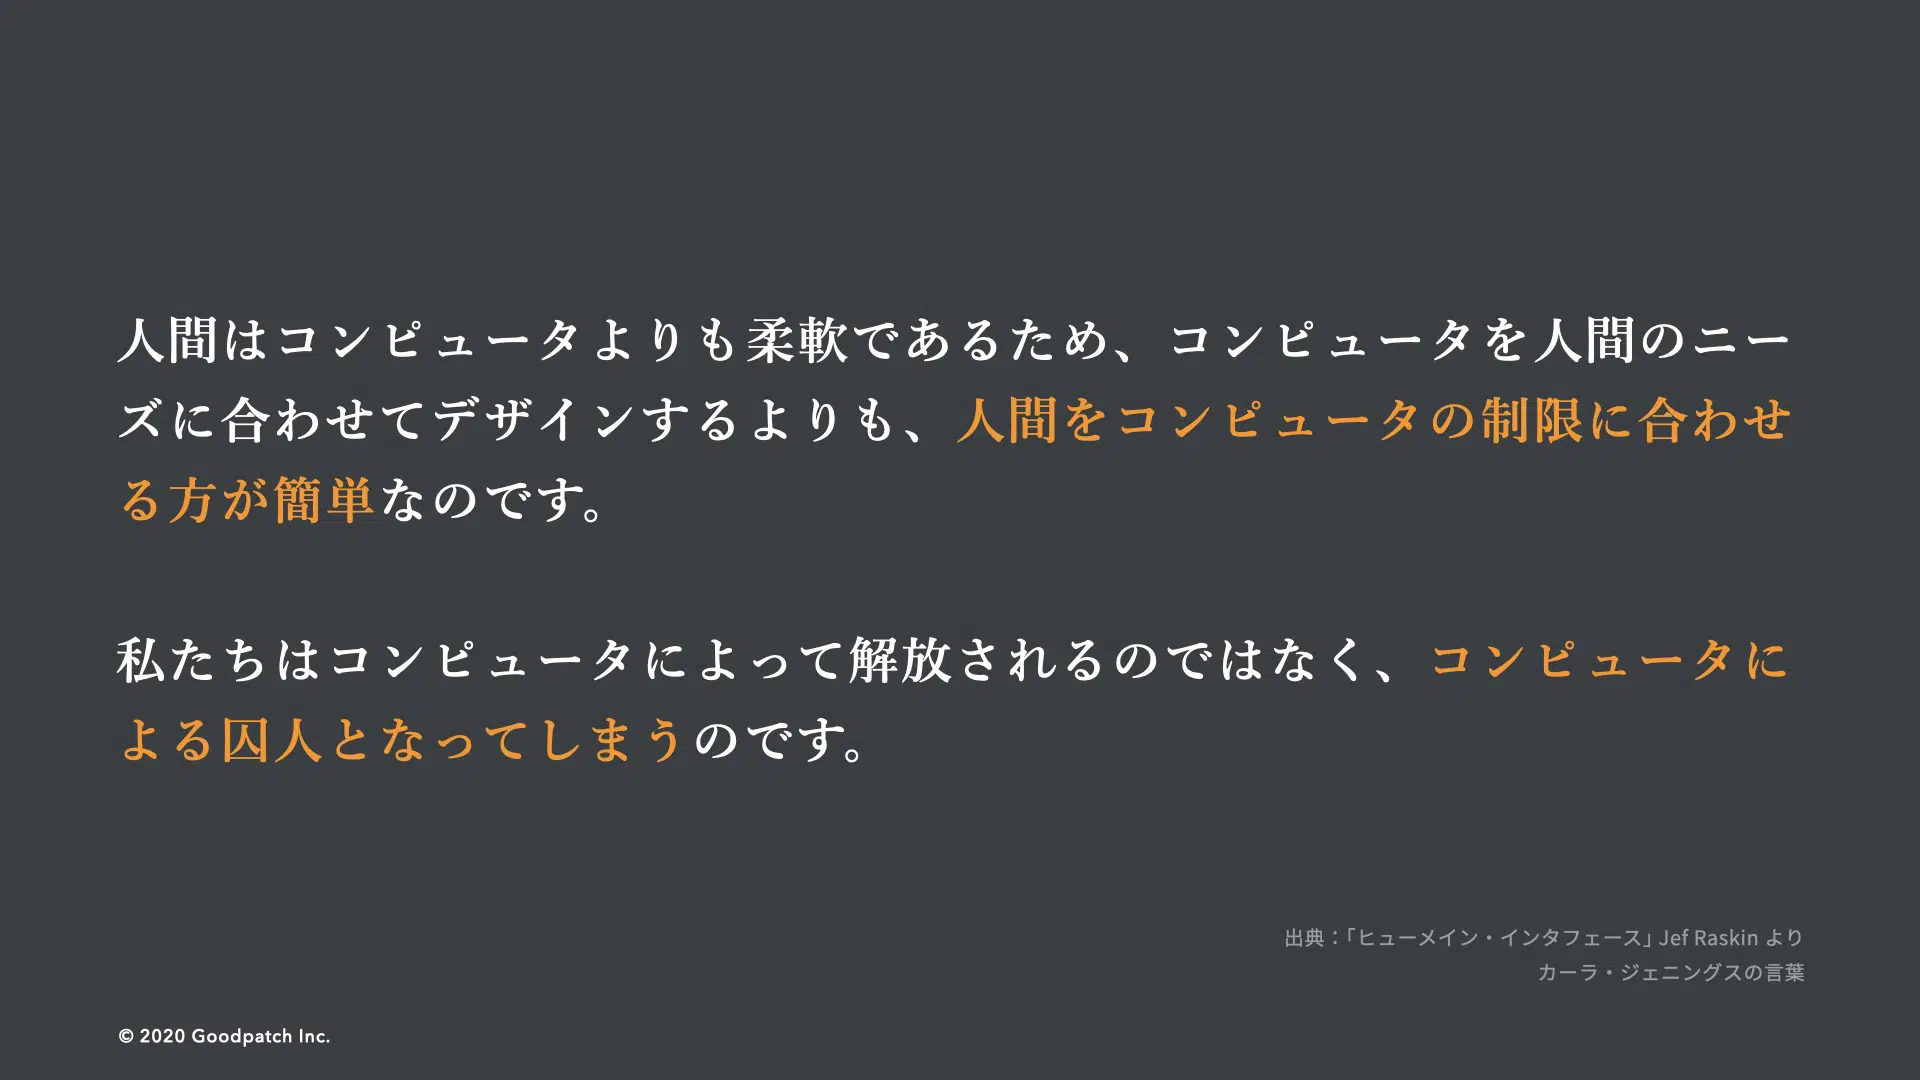 人間はコンピュータよりも柔軟であるため、コンピュータを人間のニー
ズに合わせてデザインするよりも、人間をコンピュータの制限に合わせ
る方が簡単なのです。
私たちはコンピュータによって解放されるのではなく、コンピュータに
よる囚人となってしまうのです。
出典：「ヒューメイン・インタフェース」Jef Raskin より
カーラ・ジェニングスの言葉
© 2020 Goodpatch Inc.